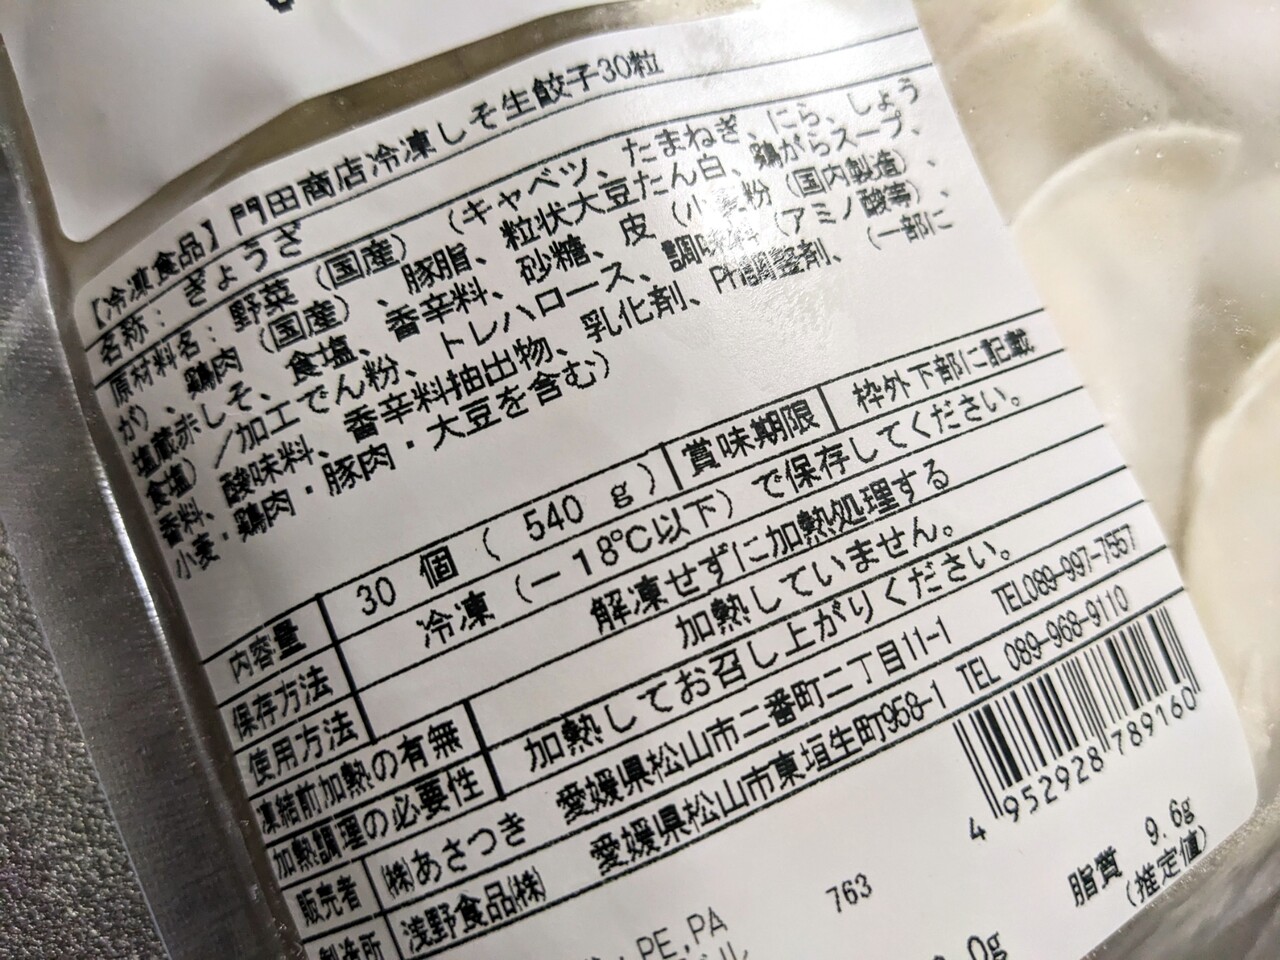 【冷凍食品】門田商店冷凍しそ生餃子30粒
名称：ぎょうざ
原材料名：野菜（国産）（キャベツ、たまねぎ、にら、しょう
が）、鶏肉（国産）、豚脂、粒状大豆たん白、鶏がらスープ、
塩蔵赤しそ、食塩、香辛料、砂糖、皮（小麦粉（国内製造）、
食塩）／加工でん粉、トレハロース、調味料（アミノ酸等）、
香料、酸味料、香辛料抽出物、乳化剤、PH調整剤、（一部に
小麦・鶏肉・豚肉・大豆を含む）
内容量 30 個（540 g） 賞味期限 枠外下部に記載
保存方法 冷凍（－18℃以下）で保存してください。
使用方法 解凍せずに加熱処理する
凍結前加熱の有無 加熱していません。
加熱調理の必要性 加熱してお召し上がりください。
販売者 ㈱あさつき 愛媛県松山市二番町二丁目11-1 TEL089-997-7557
製造所 浅野食品㈱ 愛媛県松山市東垣生町958-1 TEL 089-968-9110
4 952928 789160
763
脂質 9.6g
（推定値）
PE,PA
0g